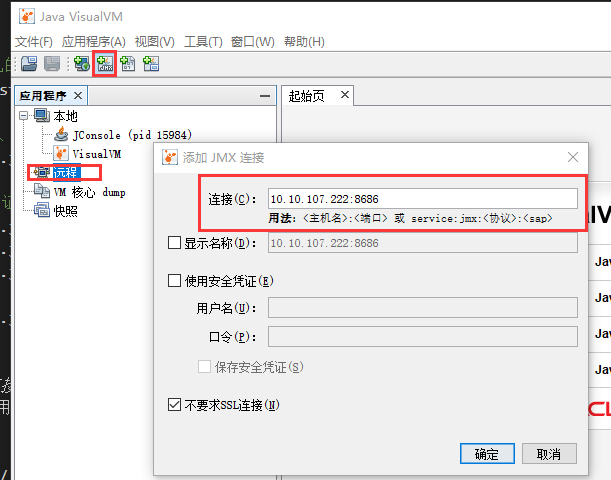 Java VisualVM
文件(F) 应用程序(A) 视图(V) 工具(T) 窗口(W) 帮助(H)
应用程序
起始页
本地
JConsole (pid 15984)
VisualVM
远程
VM 核心 dump
快照
添加 JMX 连接
连接(C):
10.10.107.222:8686
用法: <主机名>:<端口> 或 service:jmx:<协议>:<sap>
显示名称(D):
10.10.107.222:8686
使用安全凭证(E)
用户名(U):
口令(P):
保存安全凭证(S)
不要求SSL连接(N)
确定
取消
Jav
Jav
Jav
Jav